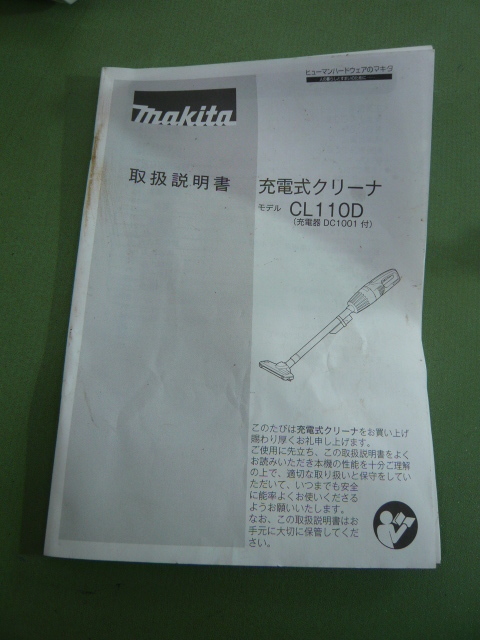 ヒューマンハードウェアのマキタ
makita
取扱説明書
充電式クリーナ
モデル CL110D
(充電器 DC1001 付)
このたびは充電式クリーナをお買い上げ
賜わり厚くお礼申し上げます。
ご使用に先立ち、この取扱説明書をよく
お読みいただき本機の性能を十分ご理解
の上で、適切な取り扱いと保守をしてい
ただいて、いつまでも安全
に能率よくお使いくださる
ようお願いいたします。
なお、この取扱説明書はお
手元に大切に保管してくだ
さい。